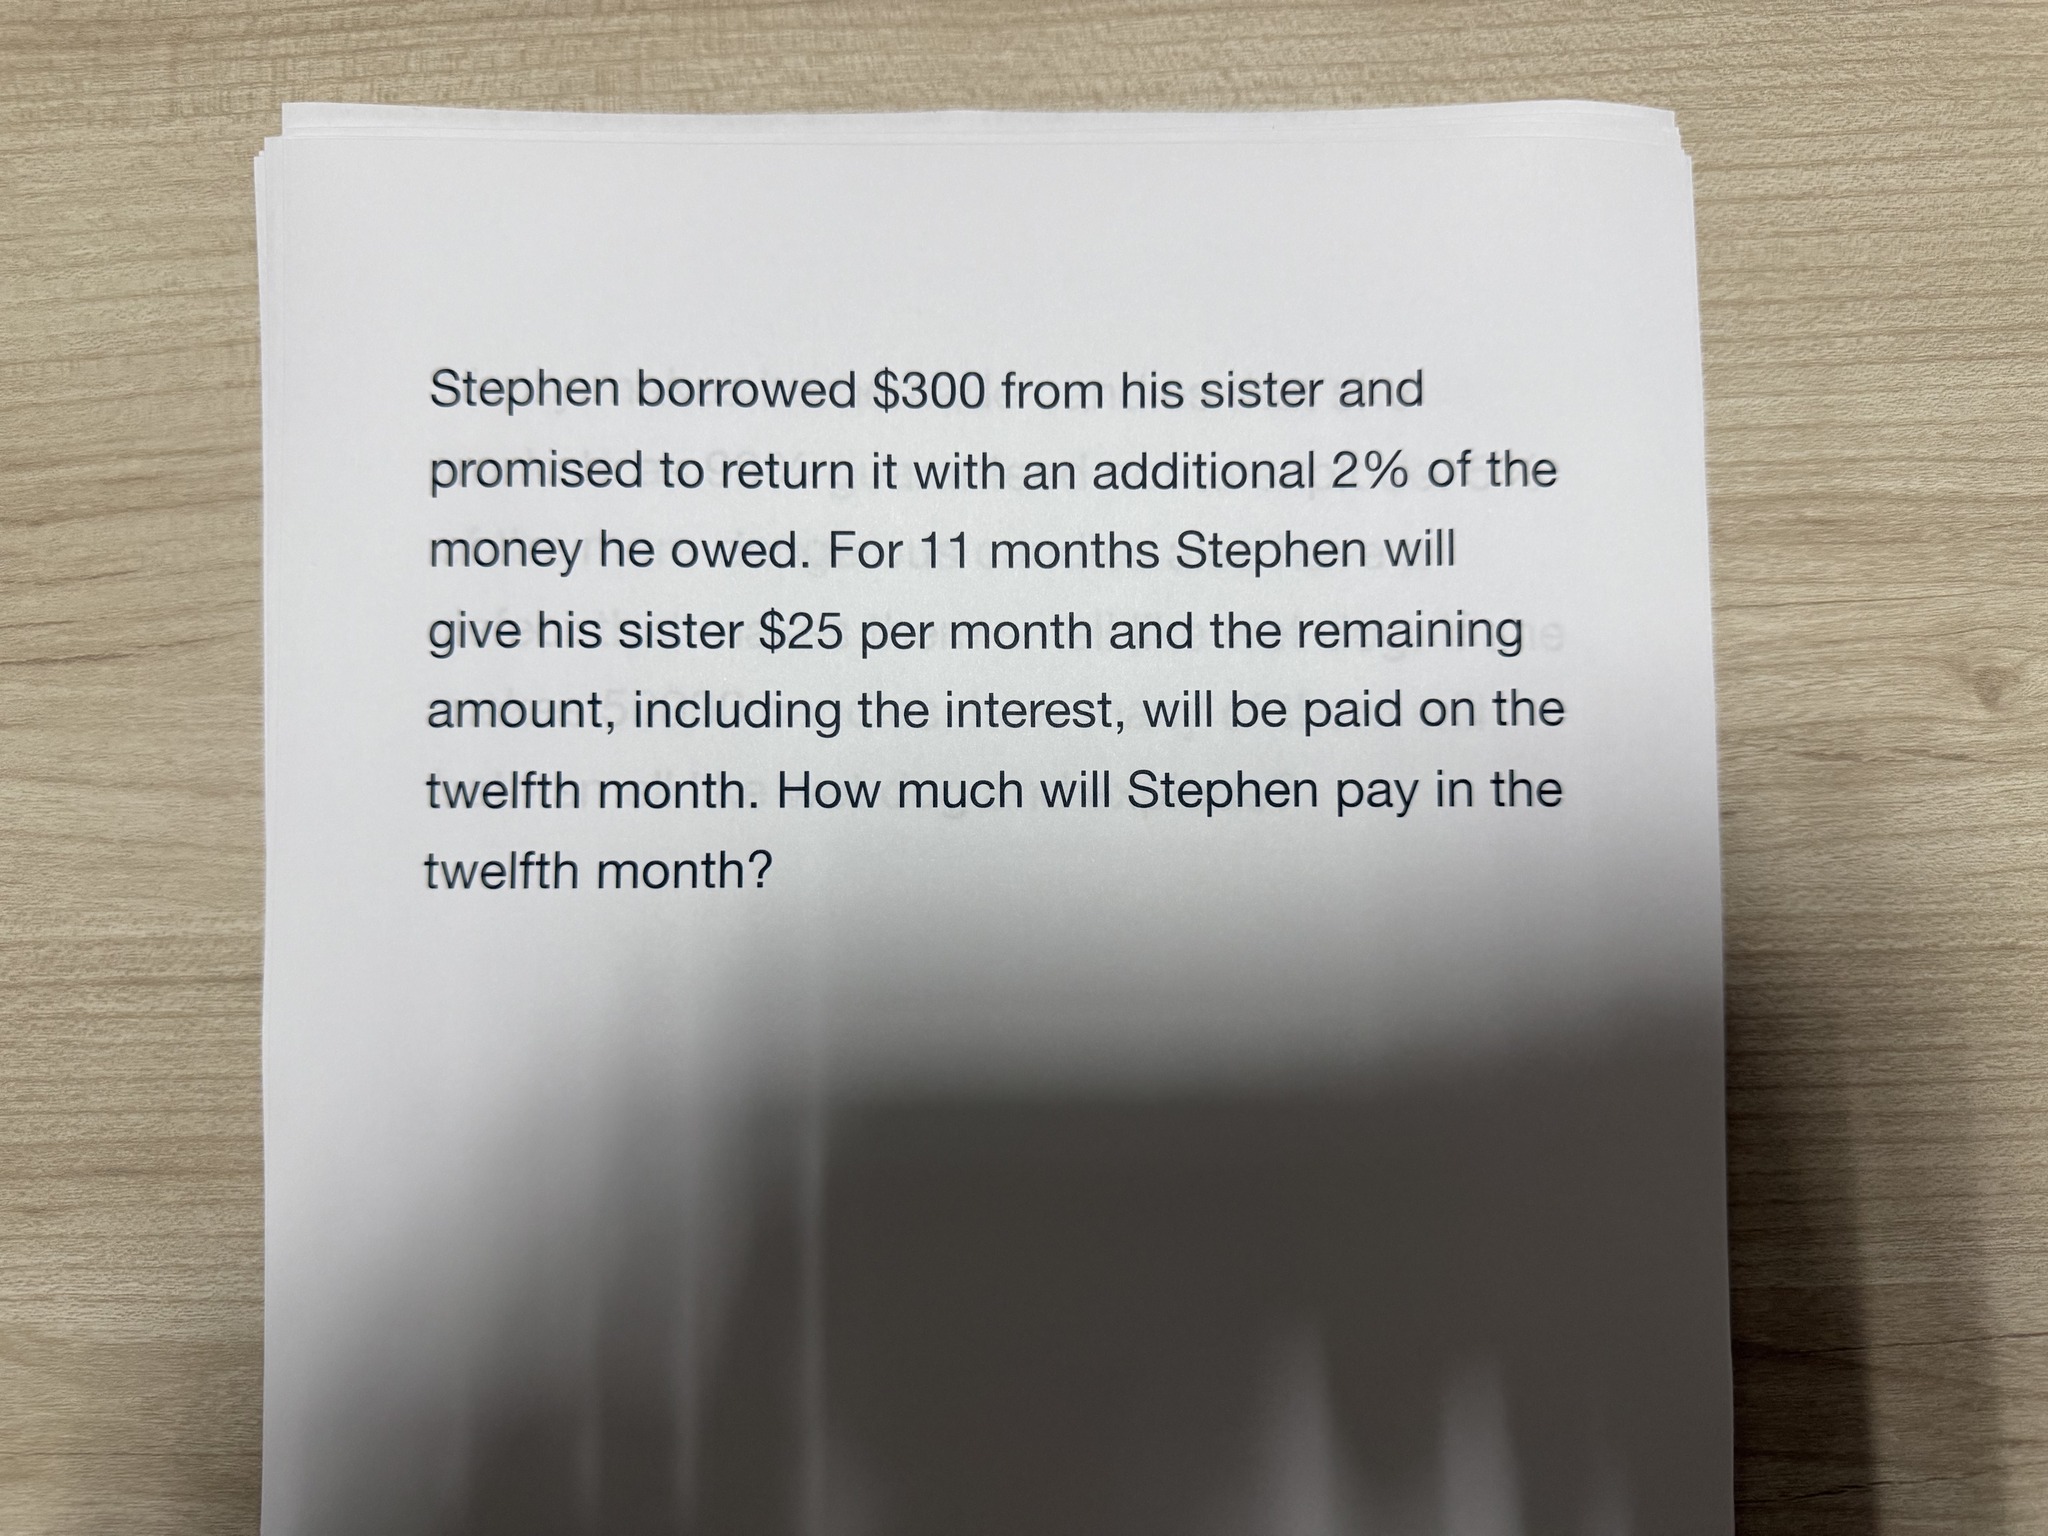 Stephen borrowed $300 from his sister and
promised to return it with an additional 2% of the
money he owed. For 11 months Stephen will
give his sister $25 per month and the remaining
amount, including the interest, will be paid on the
twelfth month. How much will Stephen pay in the
twelfth month?